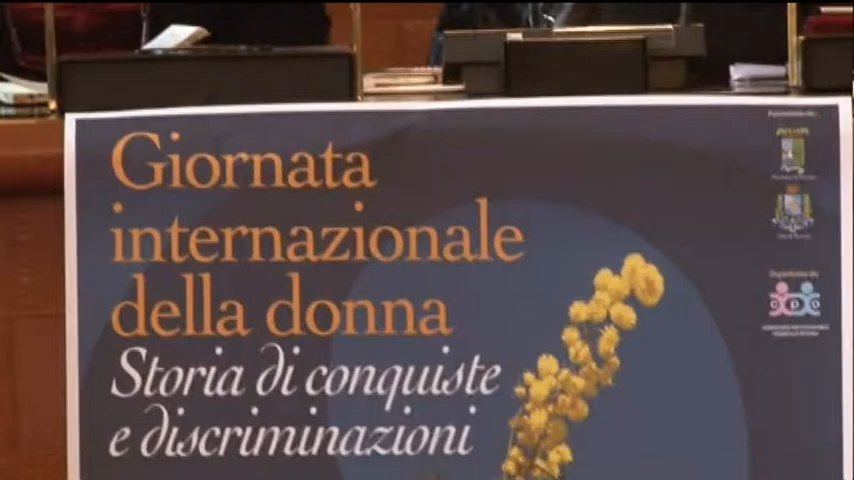 Giornata
internazionale
della donna
Storia di conquiste
e discriminazioni